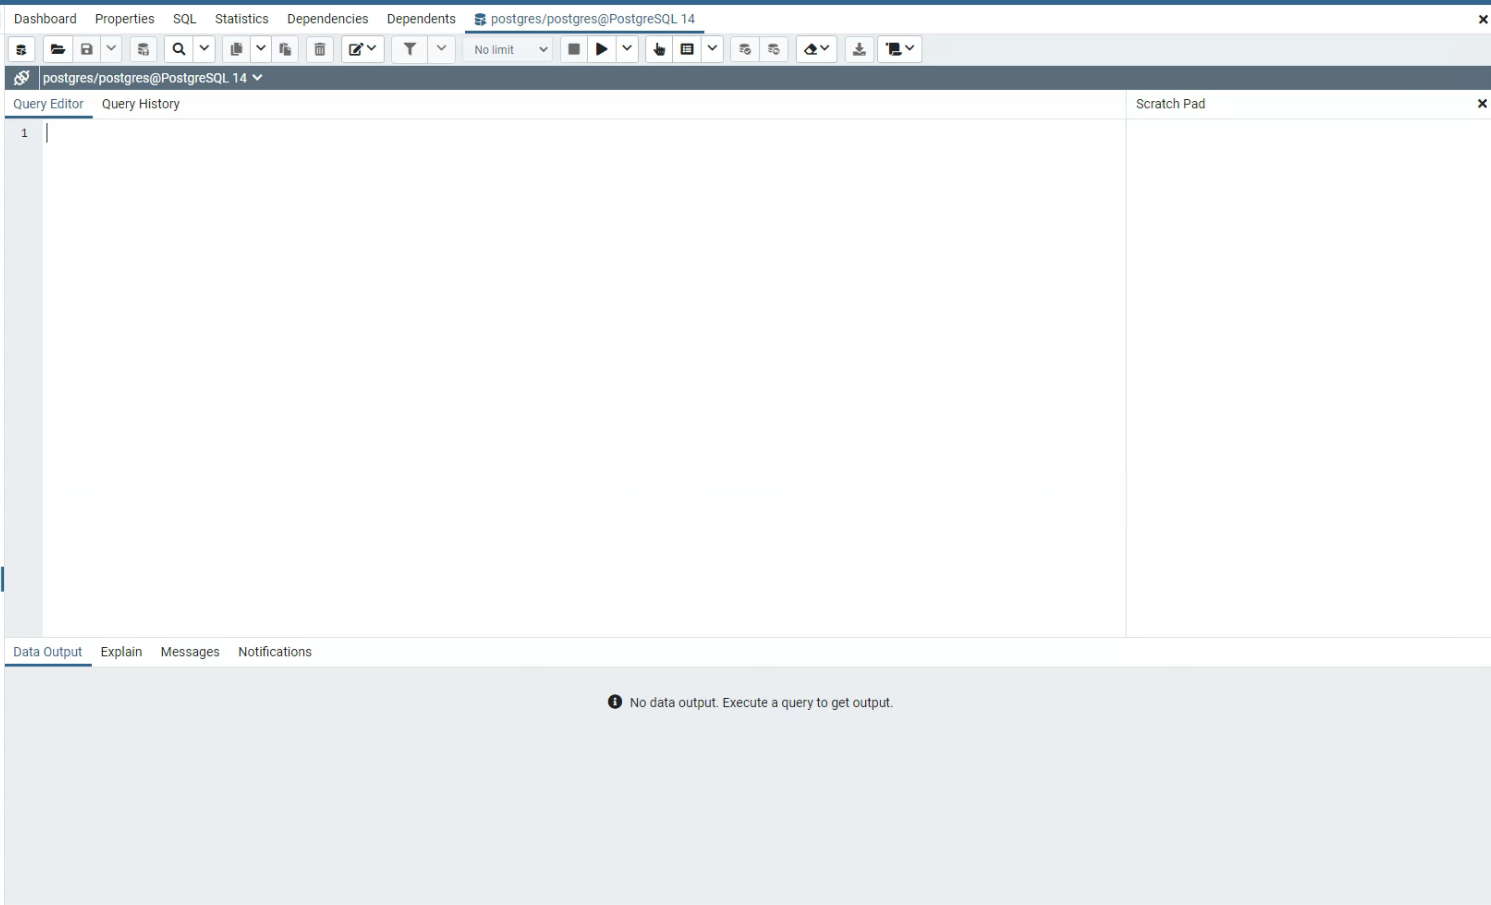 Dashboard Properties SQL Statistics Dependencies Dependents postgres/postgres@PostgreSQL 14
No limit
postgres/postgres@PostgreSQL 14
Query Editor Query History Scratch Pad
1
Data Output Explain Messages Notifications
No data output. Execute a query to get output.